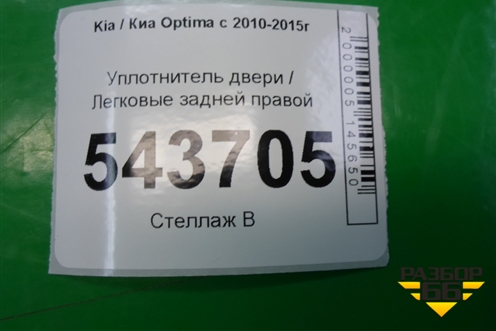 Kia / Киа Optima с 2010-2015г
Уплотнитель двери /
Легковые задней правой
543705
Стеллаж В
2000005145650
РАЗБОР
66